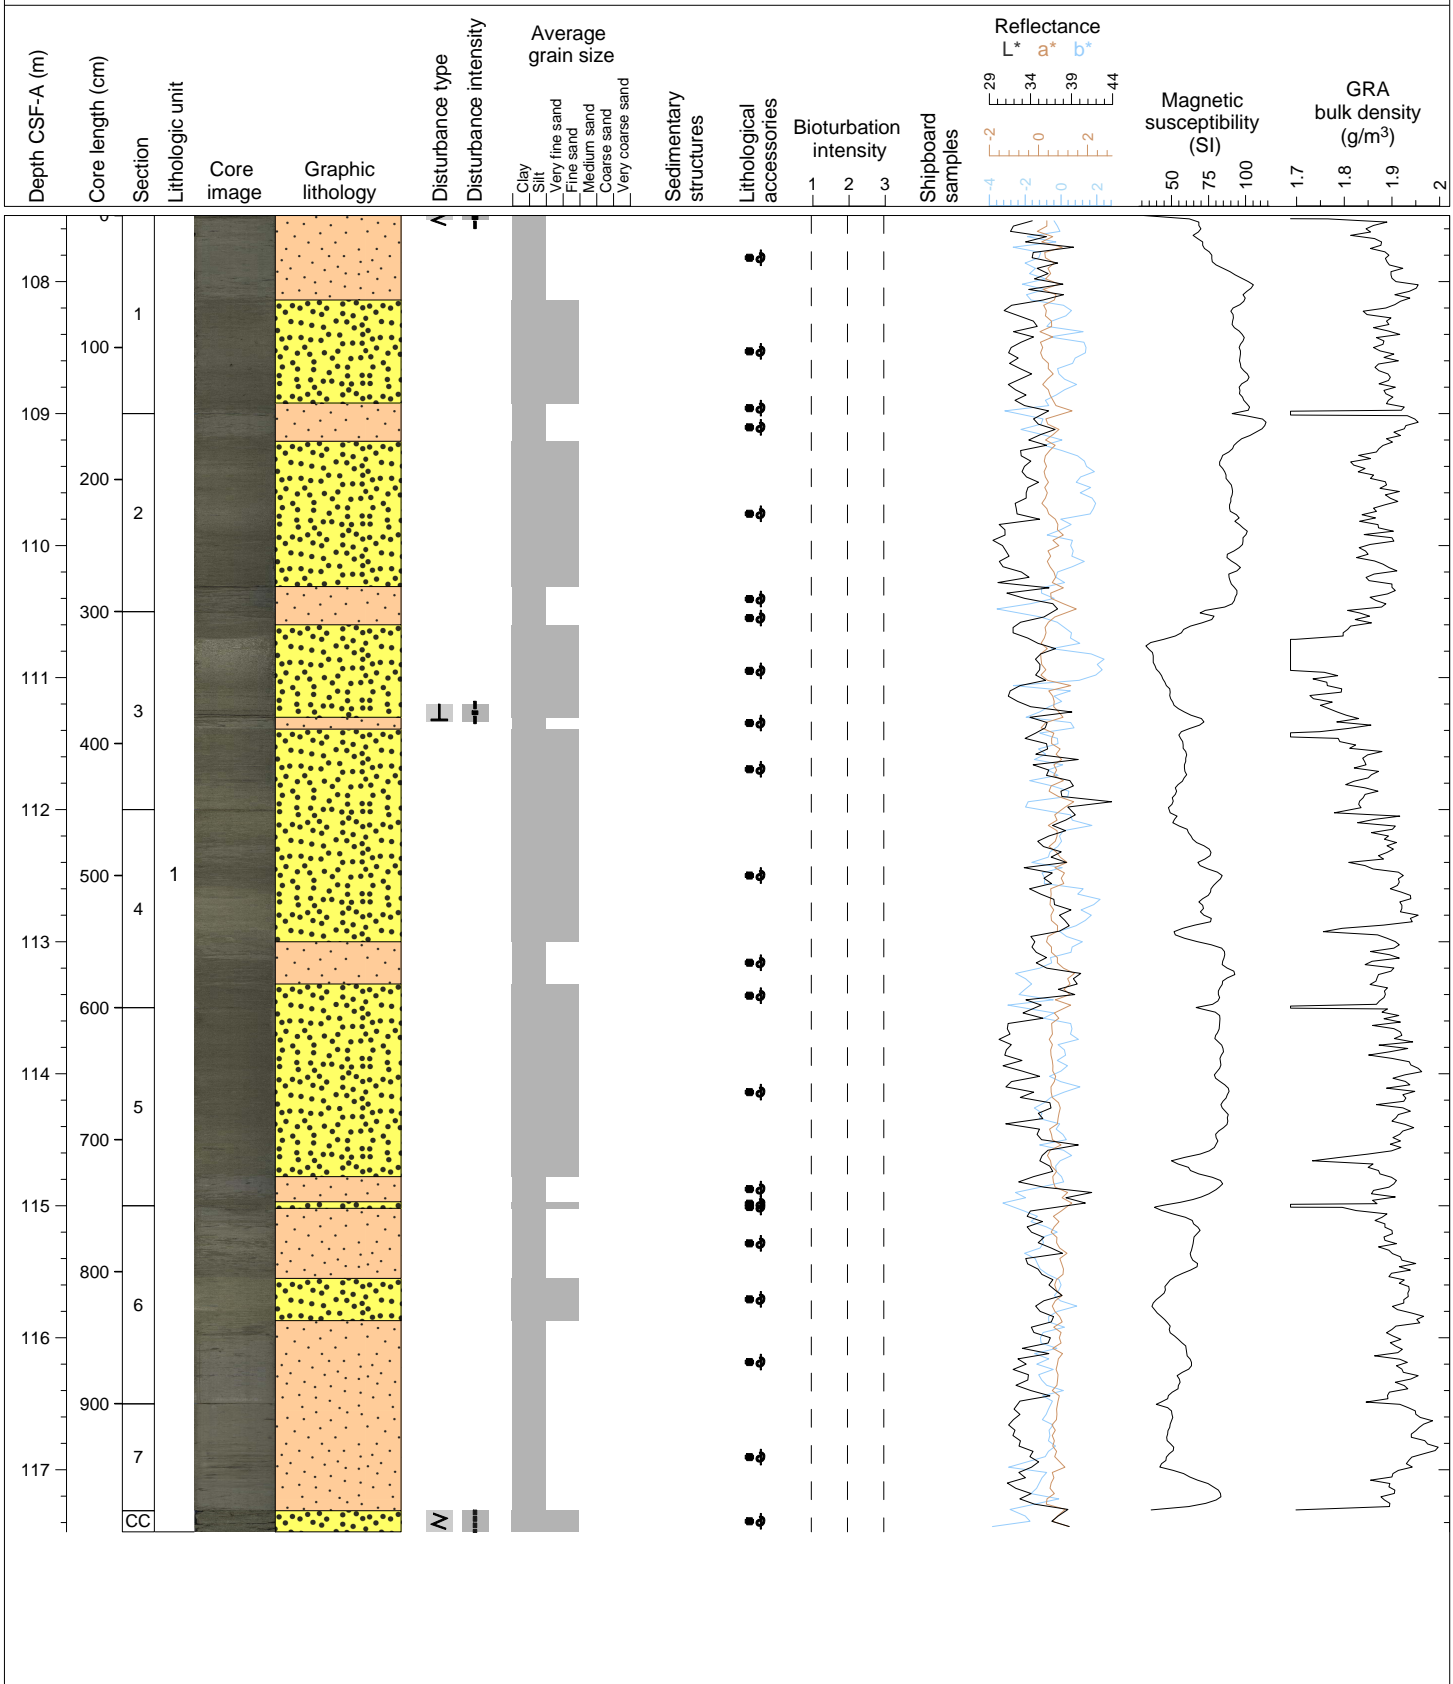 Depth CSF-A (m)
Core length (cm)
Section
Lithologic unit
Core
image
Graphic
lithology
Disturbance type
Disturbance intensity
Average
grain size
Clay
Silt
Very fine sand
Fine sand
Medium sand
Coarse sand
Very coarse sand
Sedimentary
structures
Lithological
accessories
Bioturbation
intensity
1 2 3
Shipboard
samples
Reflectance
L* a* b*
29 34 39 44
-2 0 2
-4 -2 0 2
Magnetic
susceptibility
(SI)
50 75 100
GRA
bulk density
(g/m³)
1.7 1.8 1.9 2
0
108
1
100
109
200
2
110
300
111
3
400
112
500
1
4
113
600
114
5
700
115
800
6
116
900
7
117
CC